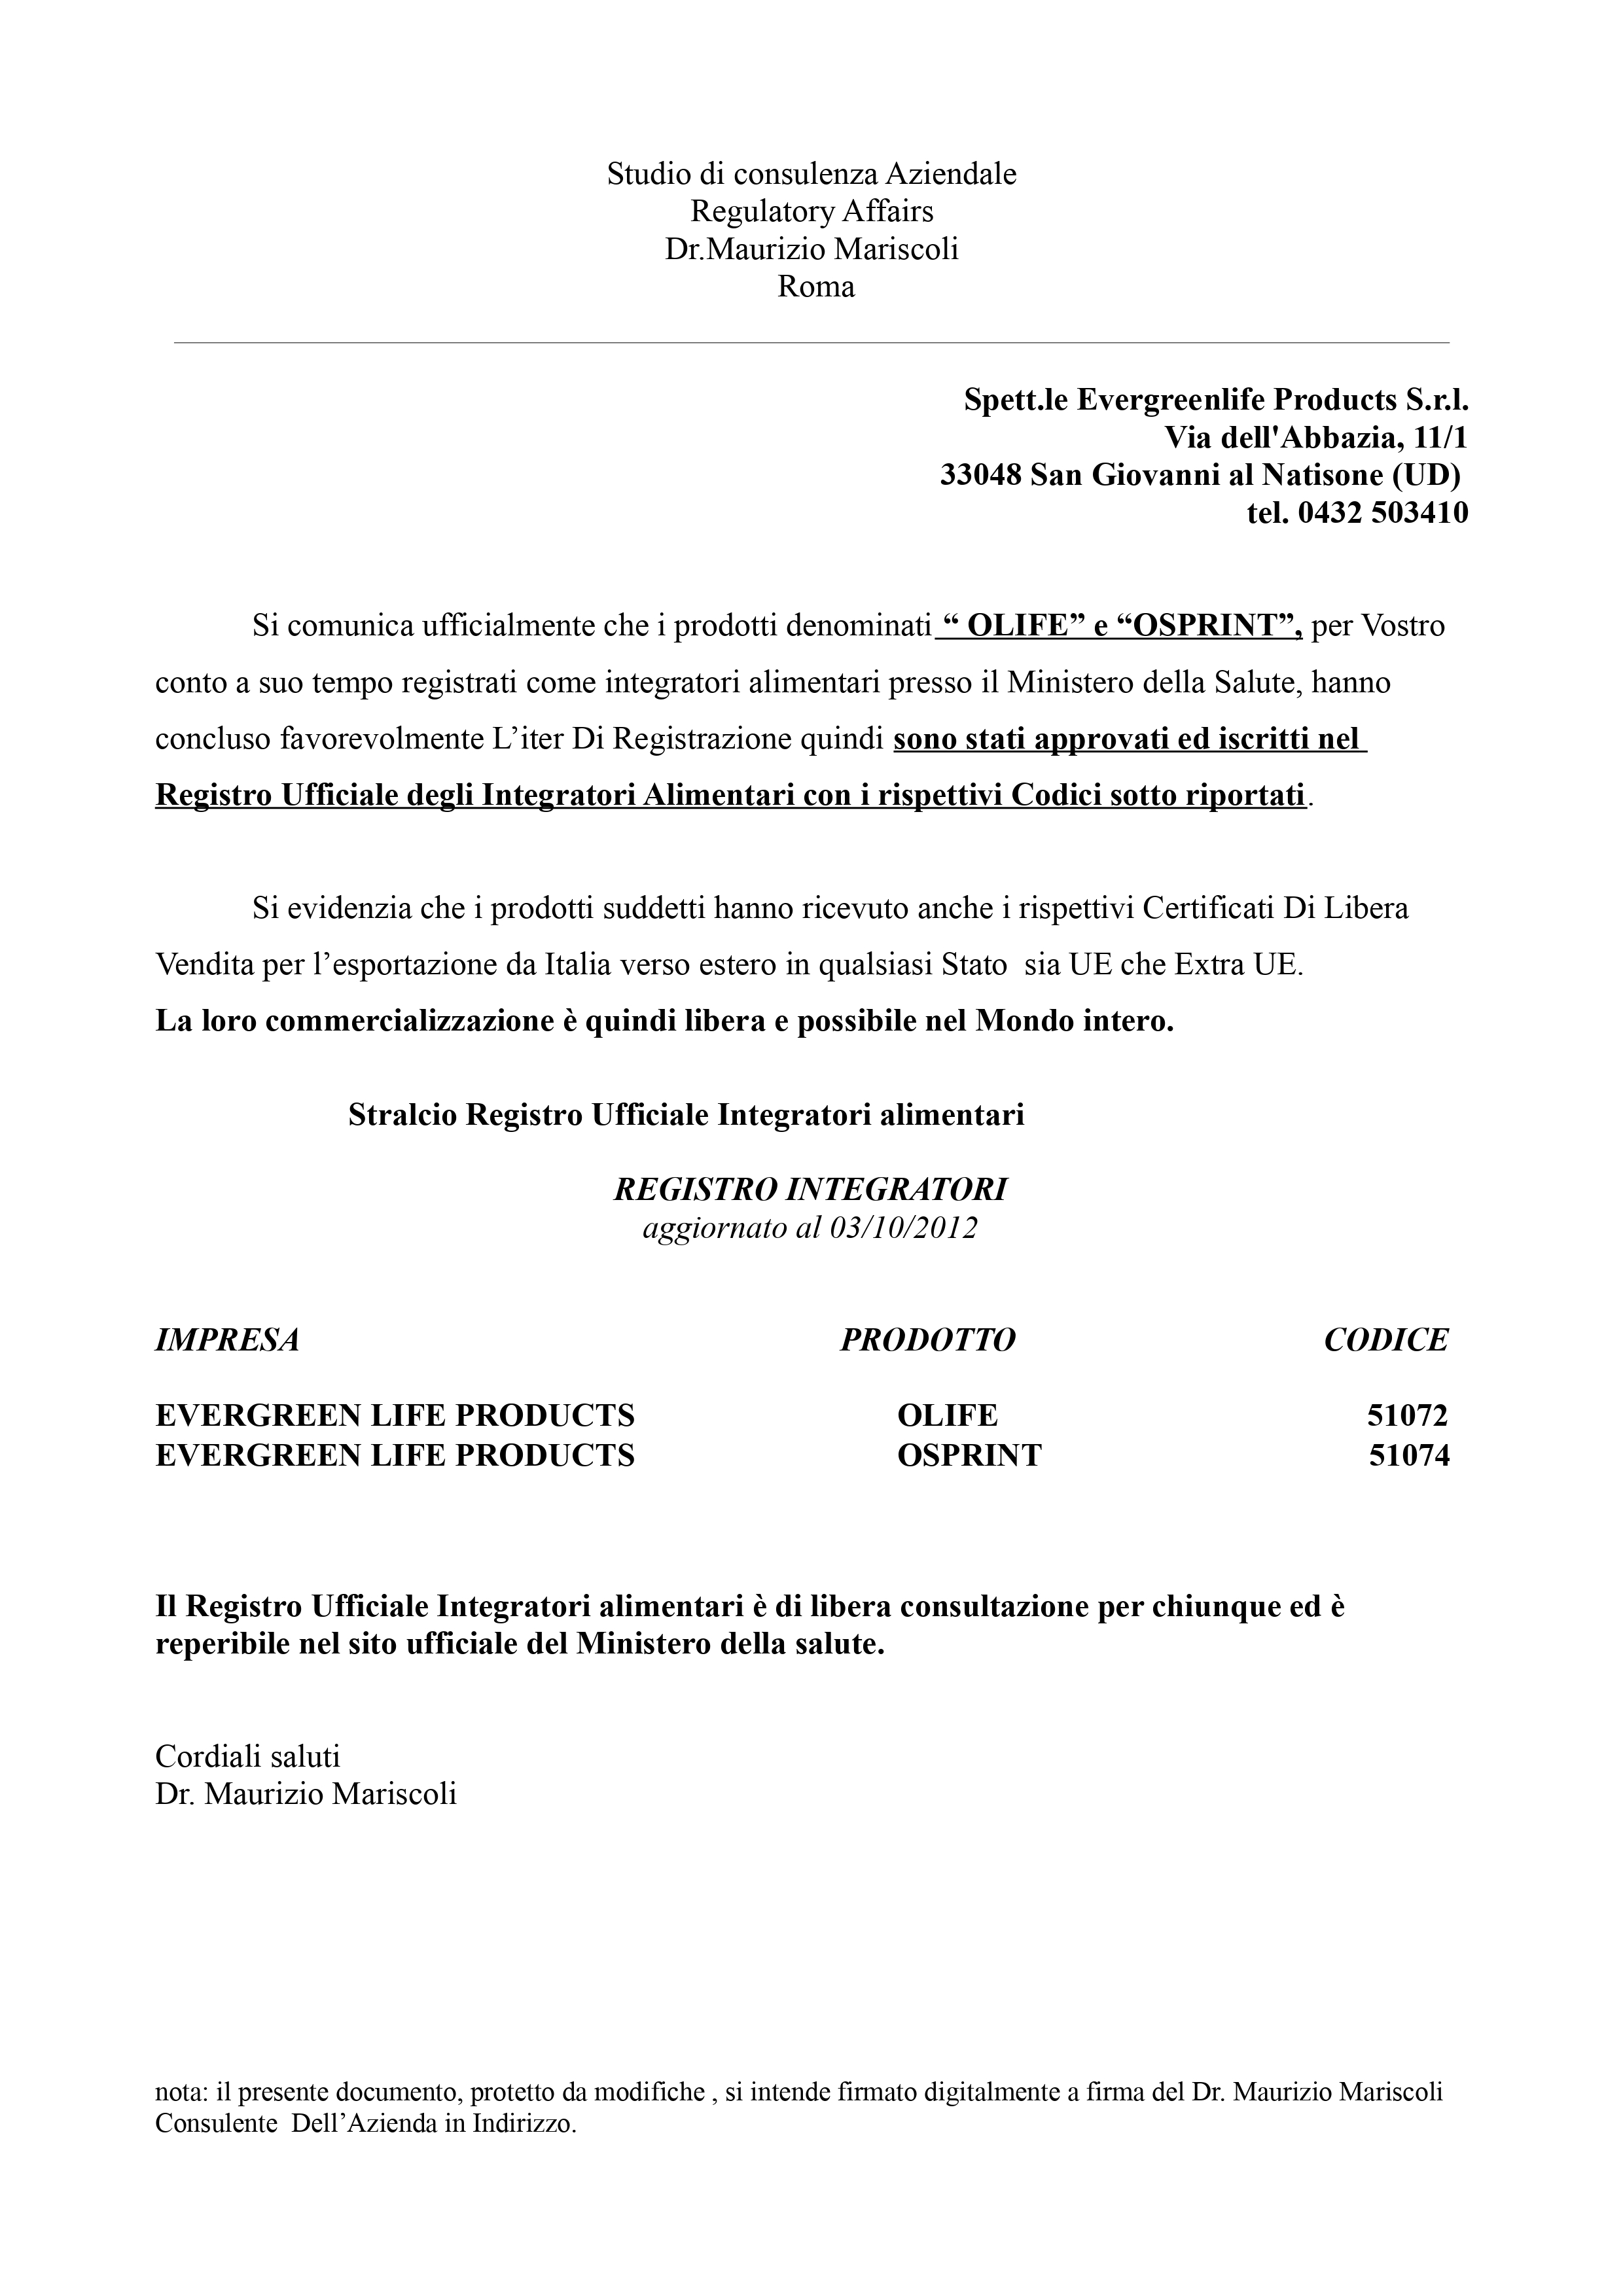 Studio di consulenza Aziendale
Regulatory Affairs
Dr.Maurizio Mariscoli
Roma
Spett.le Evergreenlife Products S.r.l.
Via dell'Abbazia, 11/1
33048 San Giovanni al Natisone (UD)
tel. 0432 503410
Si comunica ufficialmente che i prodotti denominati “ OLIFE” e “OSPRINT”, per Vostro
conto a suo tempo registrati come integratori alimentari presso il Ministero della Salute, hanno
concluso favorevolmente L’iter Di Registrazione quindi sono stati approvati ed iscritti nel
Registro Ufficiale degli Integratori Alimentari con i rispettivi Codici sotto riportati.
Si evidenzia che i prodotti suddetti hanno ricevuto anche i rispettivi Certificati Di Libera
Vendita per l’esportazione da Italia verso estero in qualsiasi Stato  sia UE che Extra UE.
La loro commercializzazione è quindi libera e possibile nel Mondo intero.
Stralcio Registro Ufficiale Integratori alimentari
REGISTRO INTEGRATORI
aggiornato al 03/10/2012
IMPRESA PRODOTTO CODICE
EVERGREEN LIFE PRODUCTS OLIFE 51072
EVERGREEN LIFE PRODUCTS OSPRINT 51074
Il Registro Ufficiale Integratori alimentari è di libera consultazione per chiunque ed è
reperibile nel sito ufficiale del Ministero della salute.
Cordiali saluti
Dr. Maurizio Mariscoli
nota: il presente documento, protetto da modifiche , si intende firmato digitalmente a firma del Dr. Maurizio Mariscoli
Consulente  Dell’Azienda in Indirizzo.